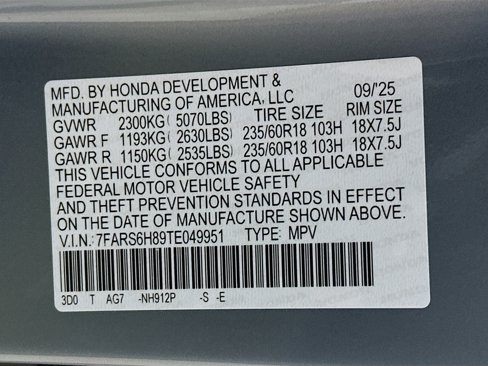 MFD. BY HONDA DEVELOPMENT &
MANUFACTURING OF AMERICA, LLC 09/'25
GVWR 2300KG( 5070LBS) TIRE SIZE RIM SIZE
GAWR F 1193KG( 2630LBS) 235/60R18 103H 18X7.5J
GAWR R 1150KG( 2535LBS) 235/60R18 103H 18X7.5J
THIS VEHICLE CONFORMS TO ALL APPLICABLE
FEDERAL MOTOR VEHICLE SAFETY
AND THEFT PREVENTION STANDARDS IN EFFECT
ON THE DATE OF MANUFACTURE SHOWN ABOVE.
V.I.N.: 7FARS6H89TE049951 TYPE: MPV
3D0 T AG7 -NH912P -S -E